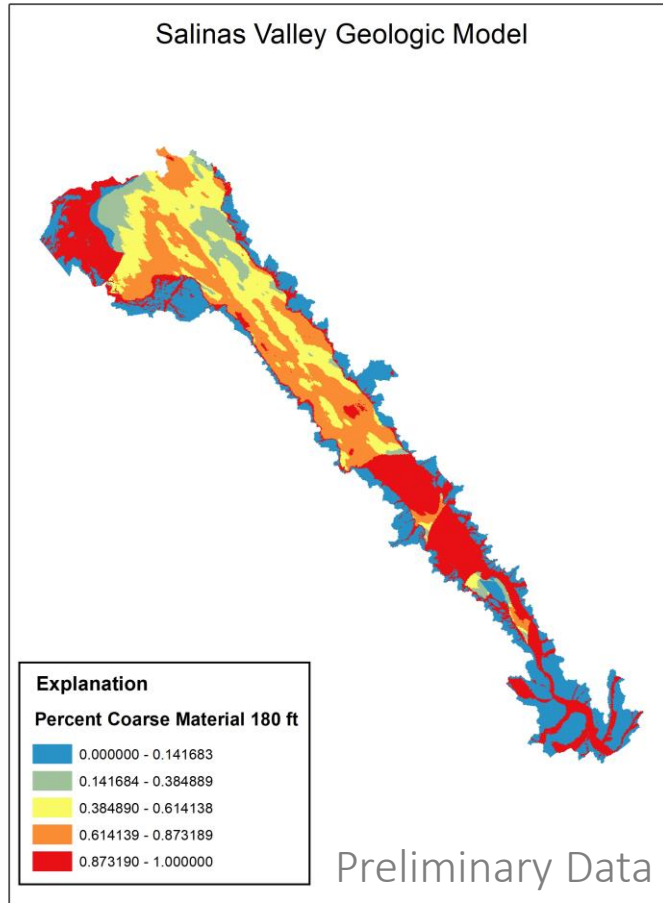 Salinas Valley Geologic Model
Explanation
Percent Coarse Material 180 ft
0.000000 - 0.141683
0.141684 - 0.384889
0.384890 - 0.614138
0.614139 - 0.873189
0.873190 - 1.000000
Preliminary Data